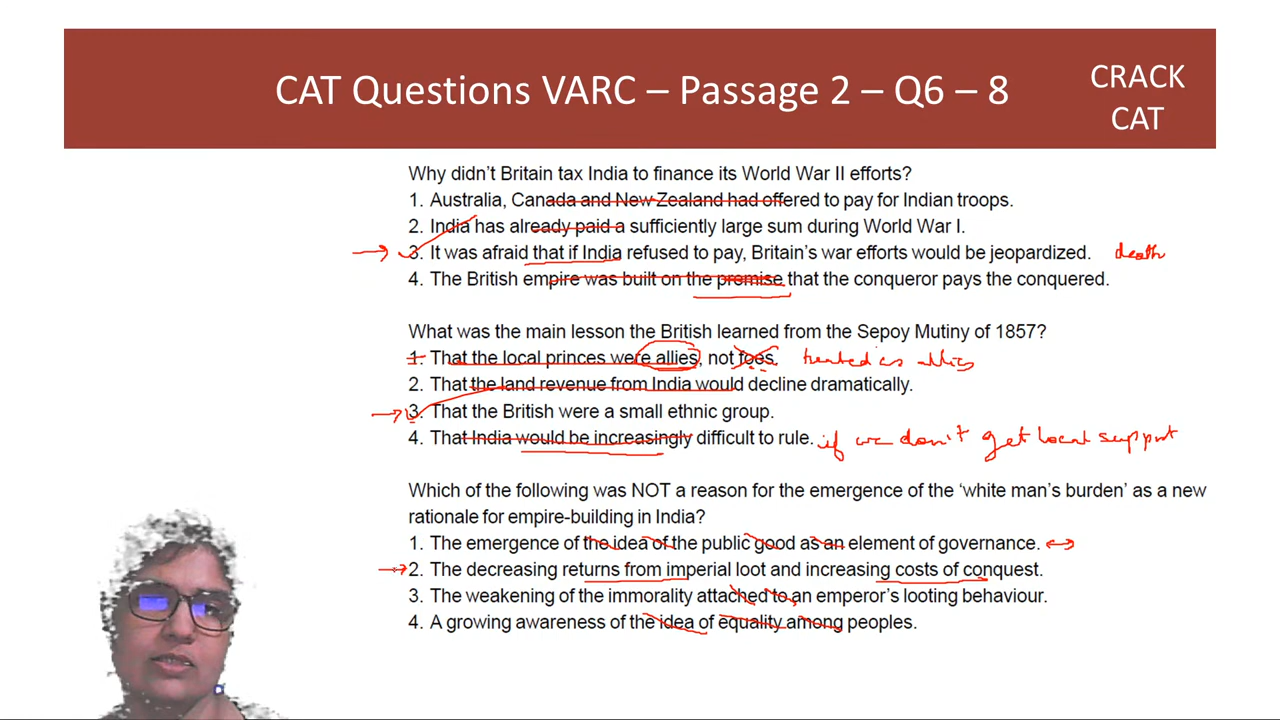 CAT Questions VARC – Passage 2 – Q6 – 8
CRACK
CAT
Why didn't Britain tax India to finance its World War II efforts?
1. Australia, Canada and New Zealand had offered to pay for Indian troops.
2. India has already paid a sufficiently large sum during World War I.
3. It was afraid that if India refused to pay, Britain's war efforts would be jeopardized. death
4. The British empire was built on the premise that the conqueror pays the conquered.
What was the main lesson the British learned from the Sepoy Mutiny of 1857?
1. That the local princes were allies, not foes. treated as allies
2. That the land revenue from India would decline dramatically.
3. That the British were a small ethnic group.
4. That India would be increasingly difficult to rule. if we don't get local support
Which of the following was NOT a reason for the emergence of the 'white man's burden' as a new
rationale for empire-building in India?
1. The emergence of the idea of the public good as an element of governance.
2. The decreasing returns from imperial loot and increasing costs of conquest.
3. The weakening of the immorality attached to an emperor's looting behaviour.
4. A growing awareness of the idea of equality among peoples.